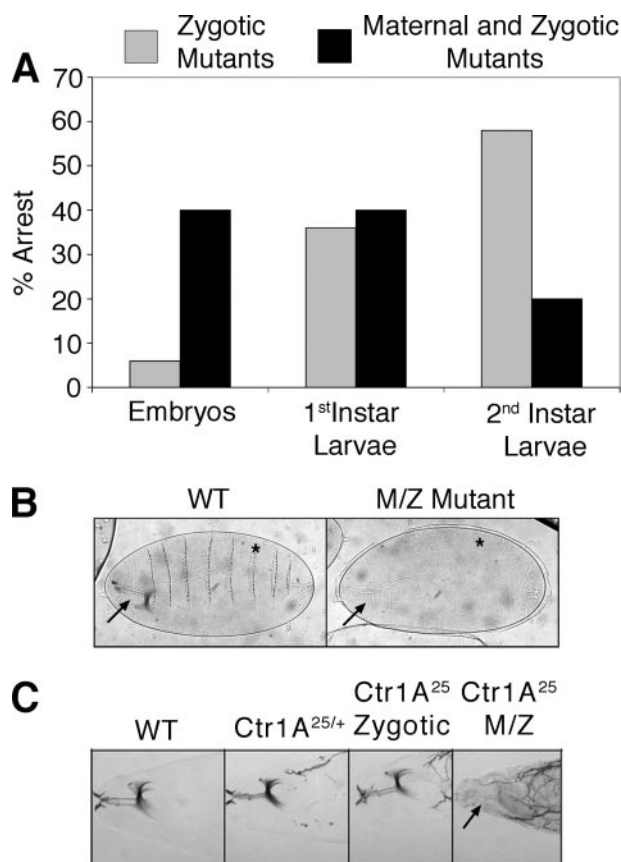 Zygotic Mutants
Maternal and Zygotic Mutants
A
70
60
50
40
30
20
10
0
% Arrest
Embryos
1st Instar Larvae
2nd Instar Larvae
B
WT
M/Z Mutant
*
*
C
WT
Ctr1A25/+
Ctr1A25 Zygotic
Ctr1A25 M/Z